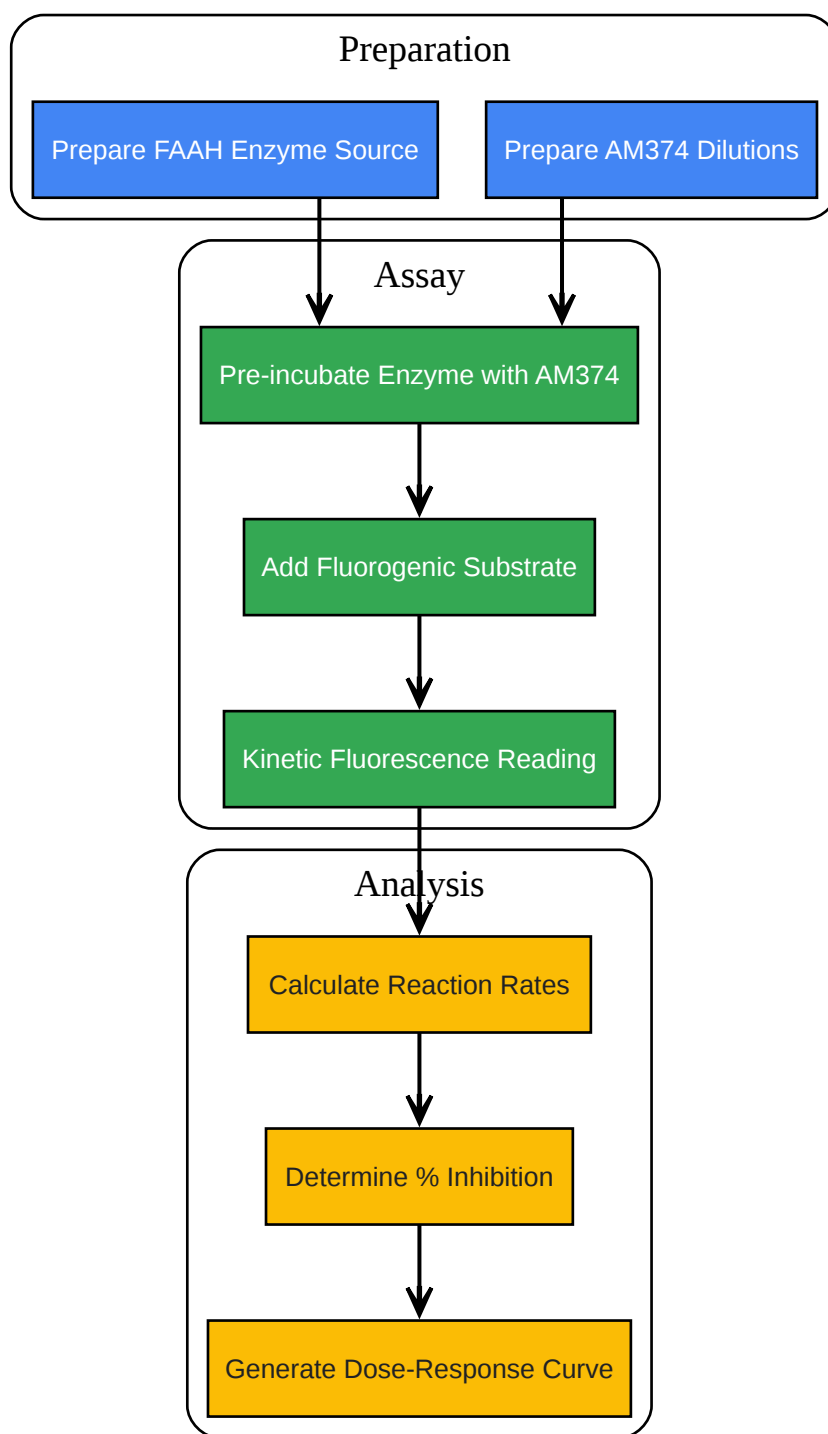 Preparation
Prepare FAAH Enzyme Source
Prepare AM374 Dilutions
Assay
Pre-incubate Enzyme with AM374
Add Fluorogenic Substrate
Kinetic Fluorescence Reading
Analysis
Calculate Reaction Rates
Determine % Inhibition
Generate Dose-Response Curve